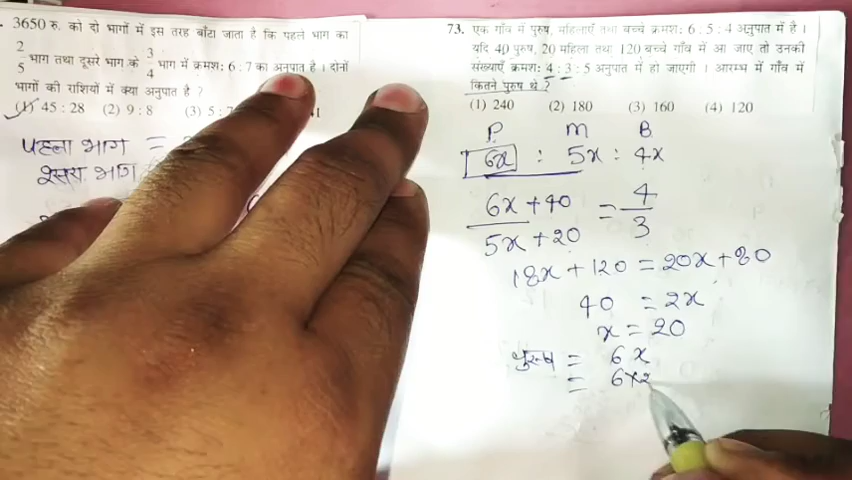 3650 रु. को दो भागों में इस तरह बाँटा जाता है कि पहले भाग का
2/5 भाग तथा दूसरे भाग के 3/4 भाग में क्रमश: 6 : 7 का अनुपात है । दोनों
भागों की राशियों में क्या अनुपात है ?
(1) 45 : 28 (2) 9 : 8 (3) 5 : 7
पहला भाग =
दूसरा भाग
73. एक गाँव में पुरुष, महिलाएँ तथा बच्चे क्रमश: 6 : 5 : 4 अनुपात में है ।
यदि 40 पुरुष, 20 महिला तथा 120 बच्चे गाँव में आ जाए तो उनकी
संख्याएँ क्रमश: 4 : 3 : 5 अनुपात में हो जाएगी । आरम्भ में गाँव में
कितने पुरुष थे ?
(1) 240 (2) 180 (3) 160 (4) 120
P M B
6x : 5x : 4x
6x + 40 / 5x + 20 = 4/3
18x + 120 = 20x + 80
40 = 2x
x = 20
पुरुष = 6x
= 6×2